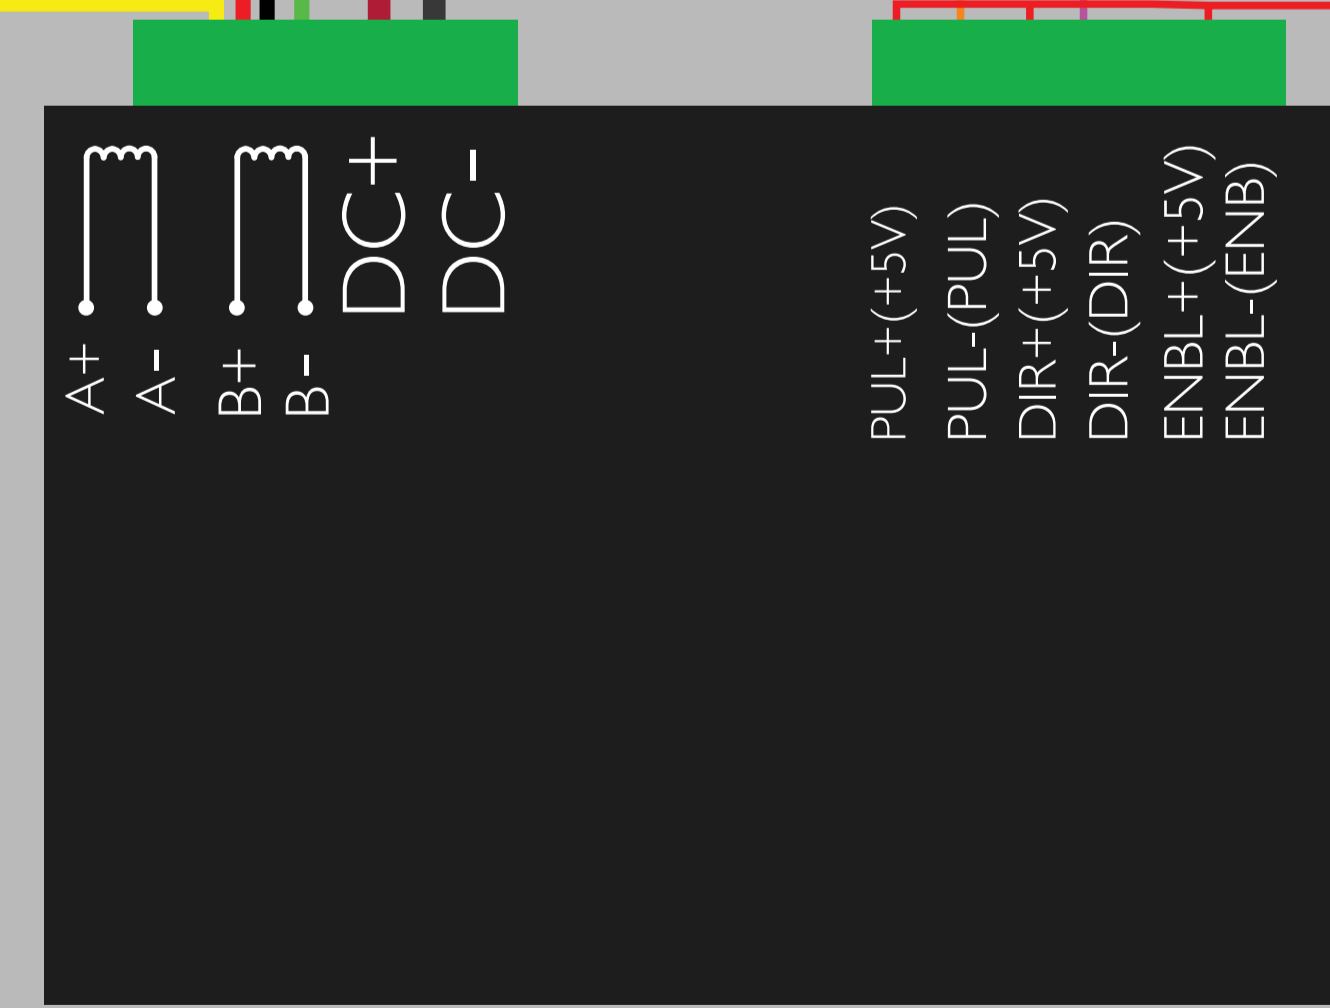 A+
A-
B+
B-
DC+
DC-
PUL+(+5V)
PUL-(PUL)
DIR+(+5V)
DIR-(DIR)
ENBL+(+5V)
ENBL-(ENB)